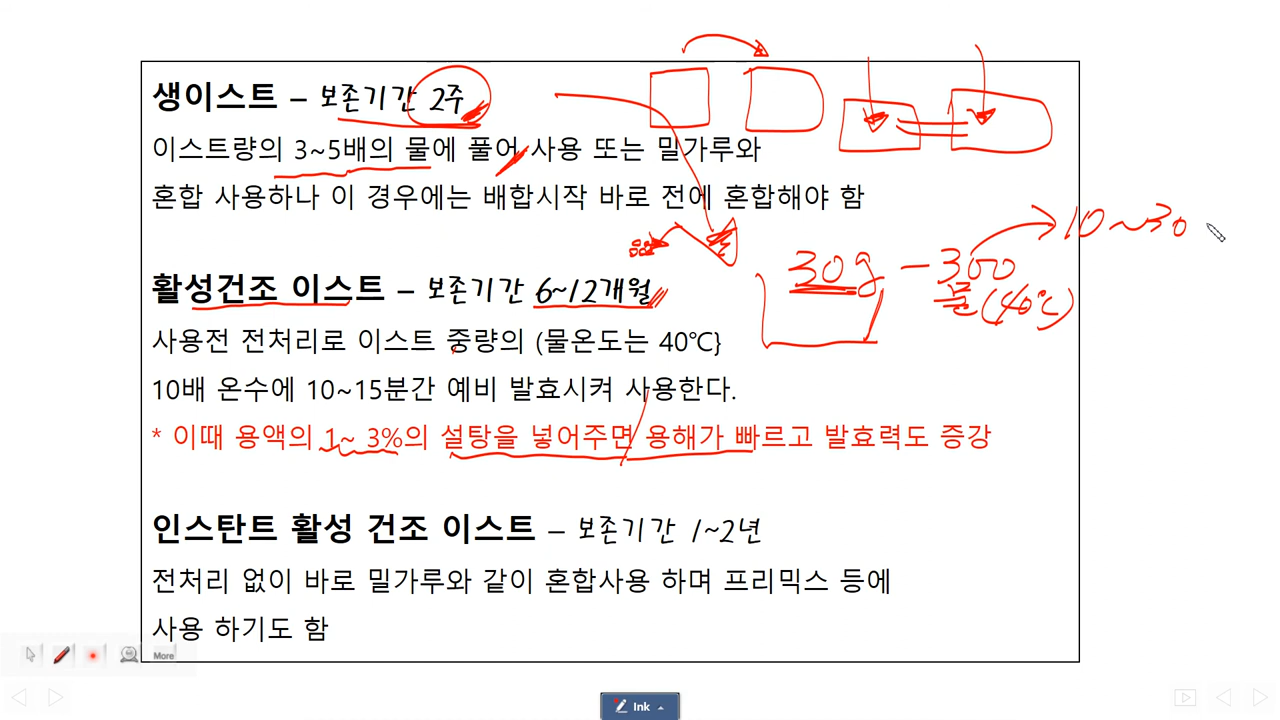 생이스트 – 보존기간 2주
이스트량의 3~5배의 물에 풀어 사용 또는 밀가루와
혼합 사용하나 이 경우에는 배합시작 바로 전에 혼합해야 함
30g – 300 → 10~30
물(40℃)
활성건조 이스트 – 보존기간 6~12개월
사용전 전처리로 이스트 중량의 (물온도는 40℃}
10배 온수에 10~15분간 예비 발효시켜 사용한다.
* 이때 용액의 1~ 3%의 설탕을 넣어주면 용해가 빠르고 발효력도 증강
인스탄트 활성 건조 이스트 – 보존기간 1~2년
전처리 없이 바로 밀가루와 같이 혼합사용 하며 프리믹스 등에
사용 하기도 함
More
Ink